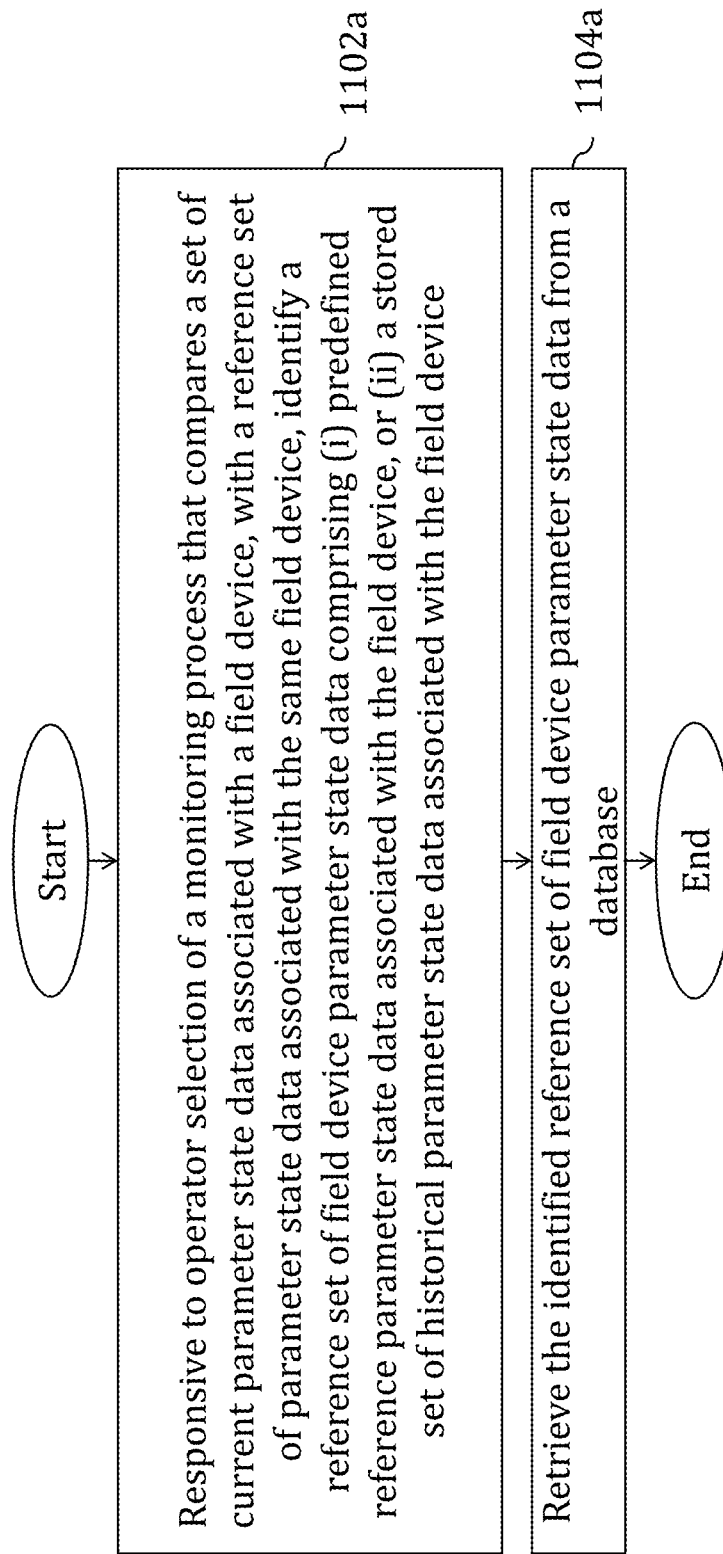 Start
Responsive to operator selection of a monitoring process that compares a set of
current parameter state data associated with a field device, with a reference set
of parameter state data associated with the same field device, identify a
reference set of field device parameter state data comprising (i) predefined
reference parameter state data associated with the field device, or (ii) a stored
set of historical parameter state data associated with the field device
1102a
Retrieve the identified reference set of field device parameter state data from a
database
1104a
End